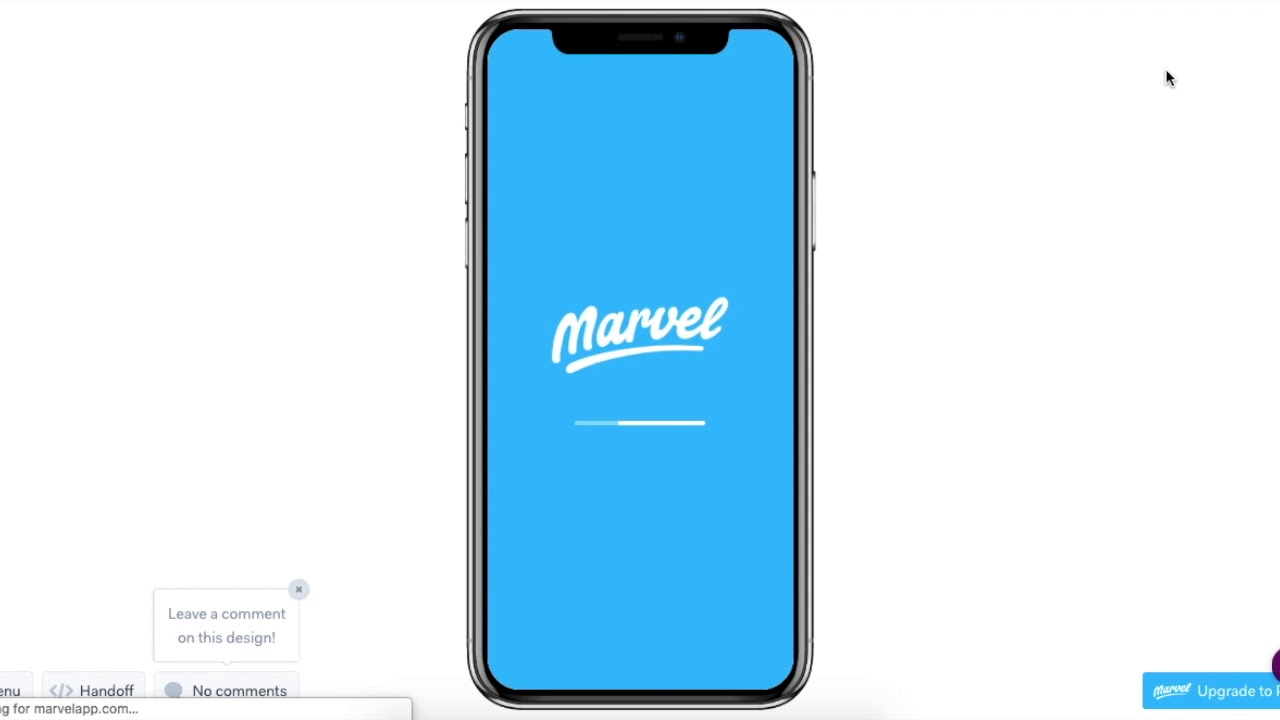 Marvel
Leave a comment
on this design!
enu
</> Handoff
No comments
Marvel Upgrade to
g for marvelapp.com...